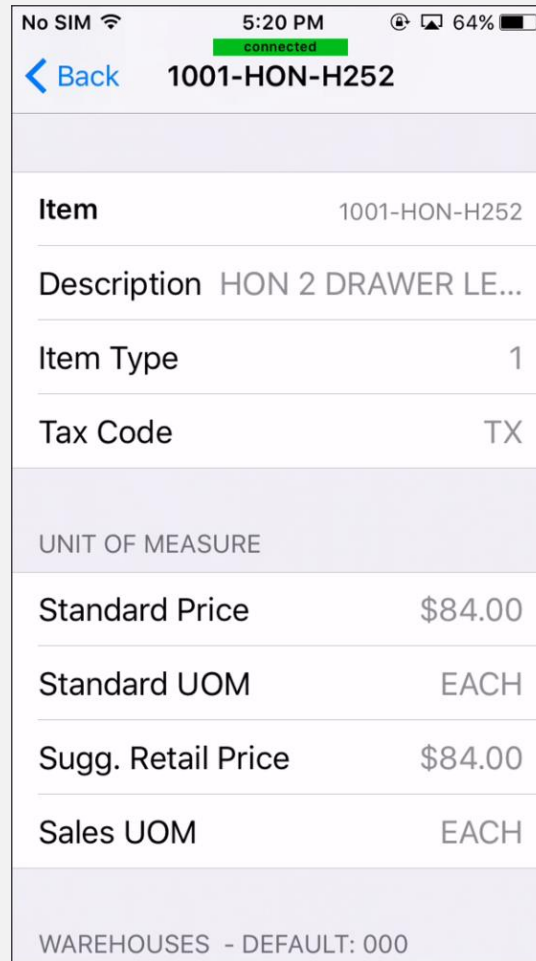 No SIM 5:20 PM 64%
connected
Back 1001-HON-H252
Item 1001-HON-H252
Description HON 2 DRAWER LE...
Item Type 1
Tax Code TX
UNIT OF MEASURE
Standard Price $84.00
Standard UOM EACH
Sugg. Retail Price $84.00
Sales UOM EACH
WAREHOUSES - DEFAULT: 000